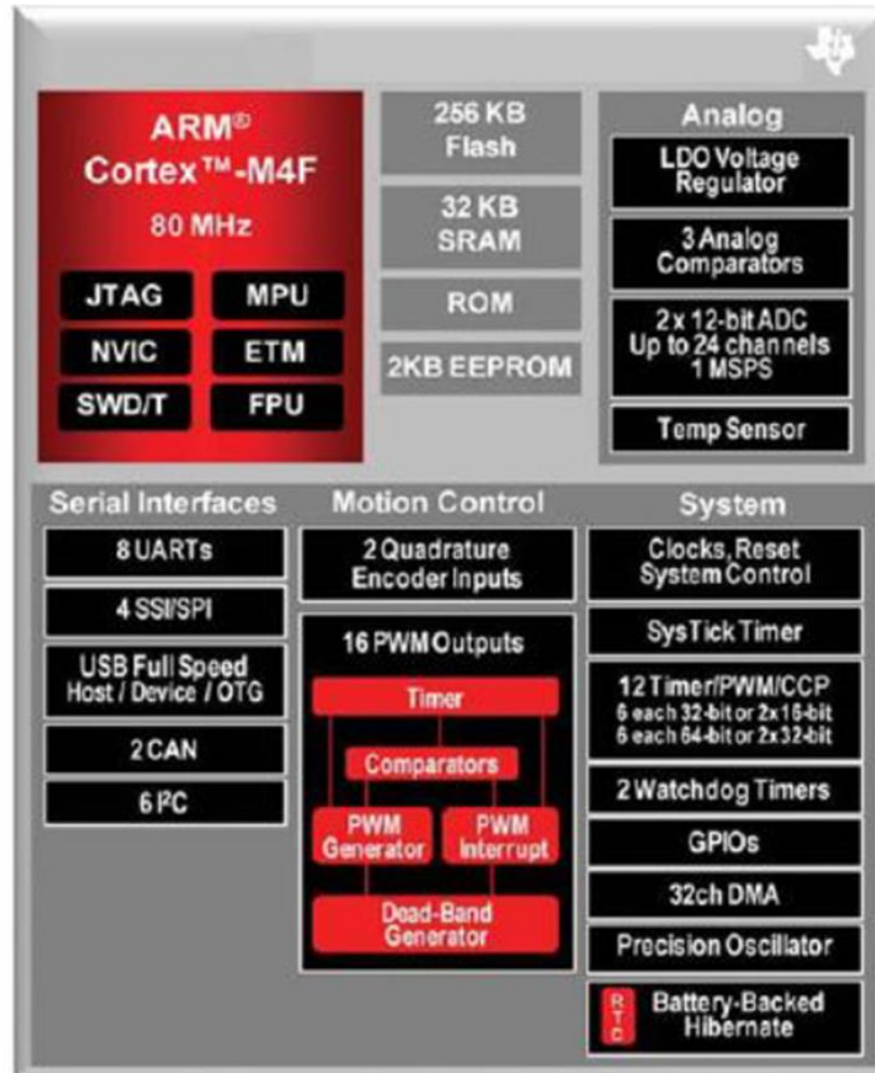 ARM® Cortex™-M4F
80 MHz
JTAG
MPU
NVIC
ETM
SWD/T
FPU
256 KB
Flash
32 KB
SRAM
ROM
2KB EEPROM
Analog
LDO Voltage
Regulator
3 Analog
Comparators
2 x 12-bit ADC
Up to 24 channels
1 MSPS
Temp Sensor
Serial Interfaces
8 UARTs
4 SSI/SPI
USB Full Speed
Host / Device / OTG
2 CAN
6 I²C
Motion Control
2 Quadrature
Encoder Inputs
16 PWM Outputs
Timer
Comparators
PWM
Generator
PWM
Interrupt
Dead-Band
Generator
System
Clocks, Reset
System Control
SysTick Timer
12 Timer/PWM/CCP
6 each 32-bit or 2x16-bit
6 each 64-bit or 2x32-bit
2 Watchdog Timers
GPIOs
32ch DMA
Precision Oscillator
RTC
Battery-Backed
Hibernate